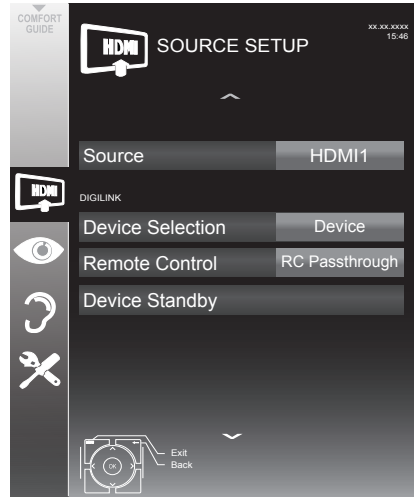 COMFORT
GUIDE
HDMI
SOURCE SETUP
xx.xx.xxxx
15:46
Source
HDMI1
HDMI
DIGILINK
Device Selection
Device
Remote Control
RC Passthrough
Device Standby
OK
Exit
Back